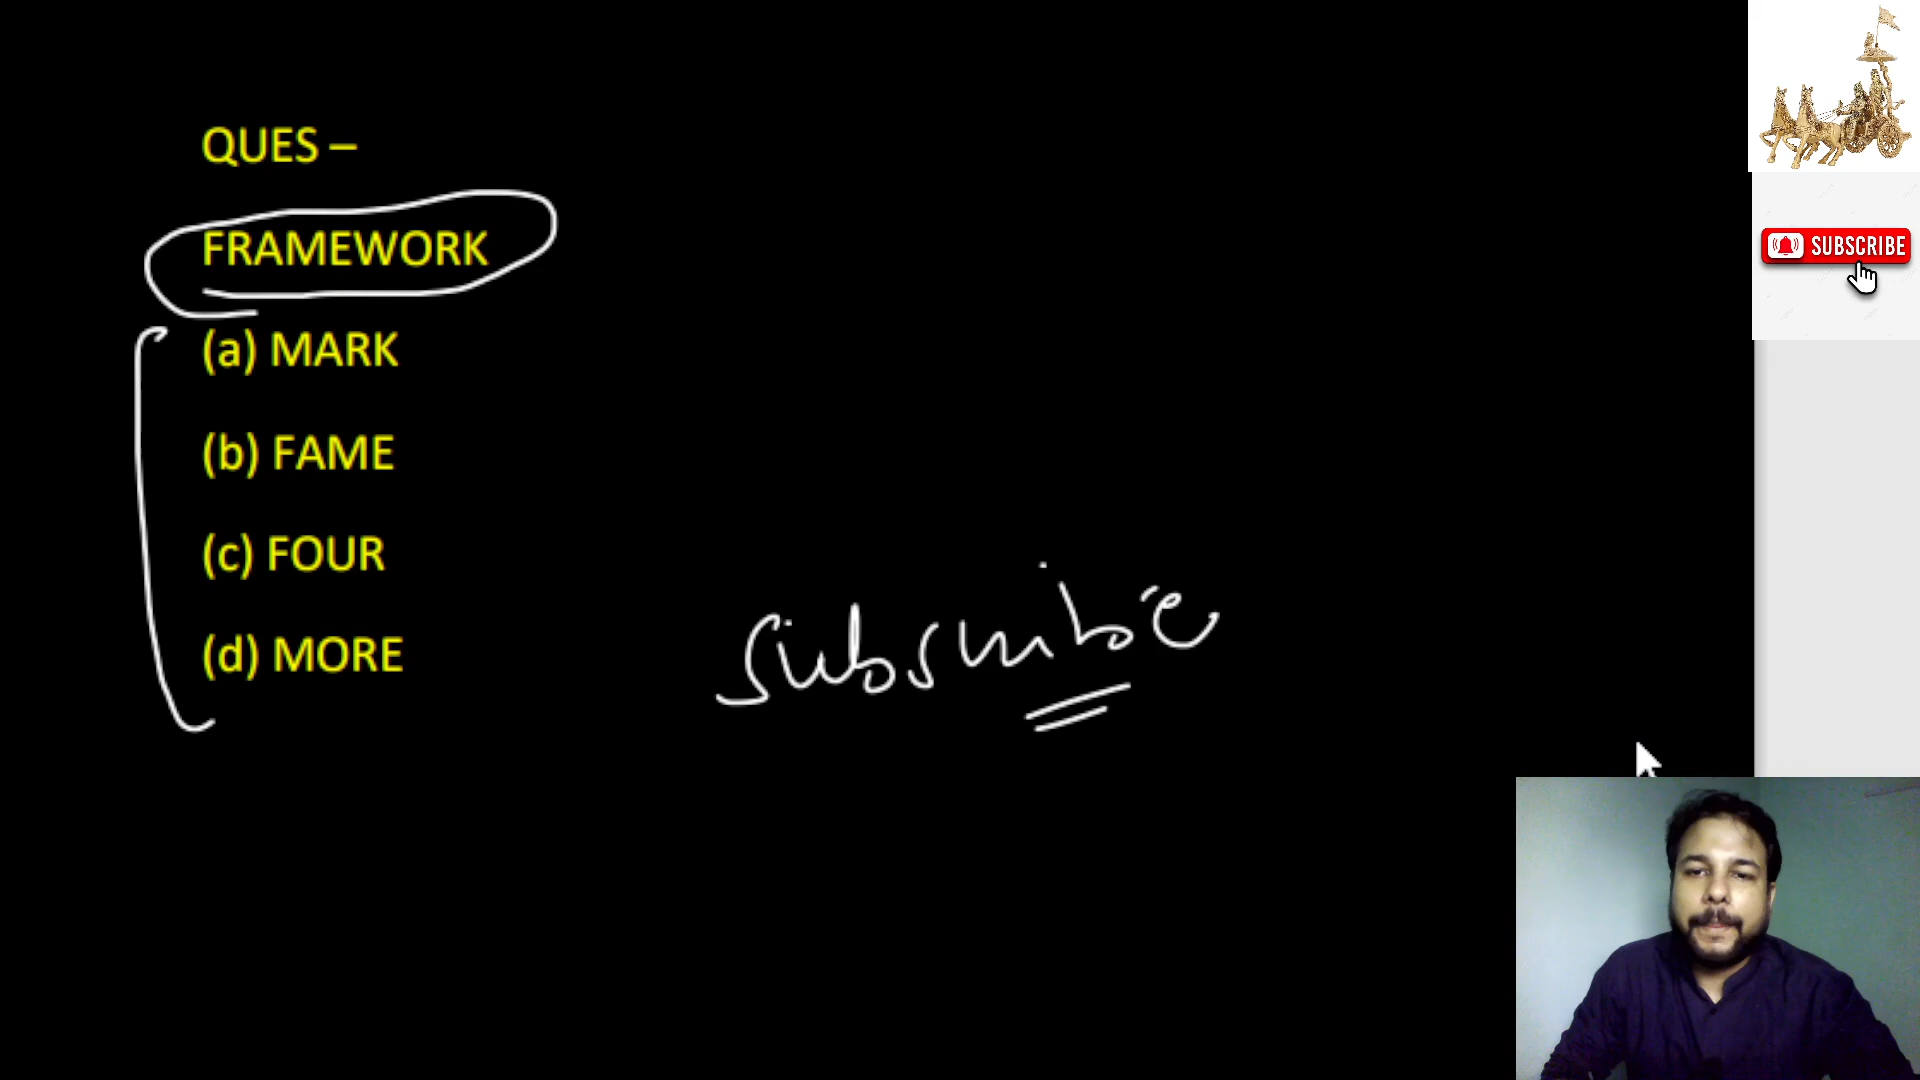 QUES –
FRAMEWORK
(a) MARK
(b) FAME
(c) FOUR
(d) MORE
Subscribe
SUBSCRIBE